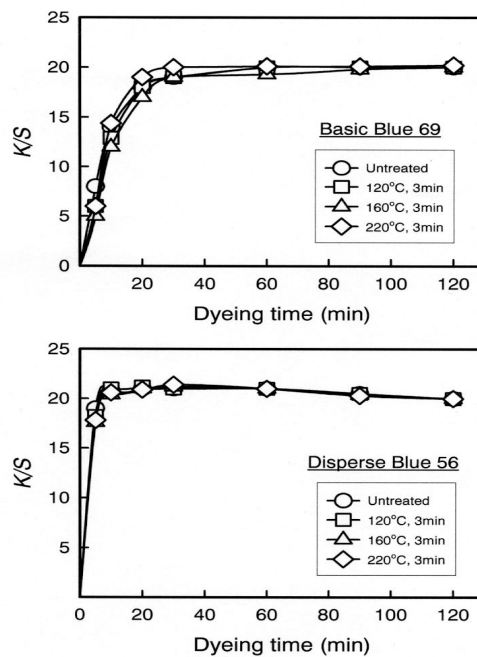 25
20
15
10
5
0
K/S
Basic Blue 69
Untreated
120°C, 3min
160°C, 3min
220°C, 3min
20 40 60 80 100 120
Dyeing time (min)
25
20
15
10
5
K/S
Disperse Blue 56
Untreated
120°C, 3min
160°C, 3min
220°C, 3min
0 20 40 60 80 100 120
Dyeing time (min)